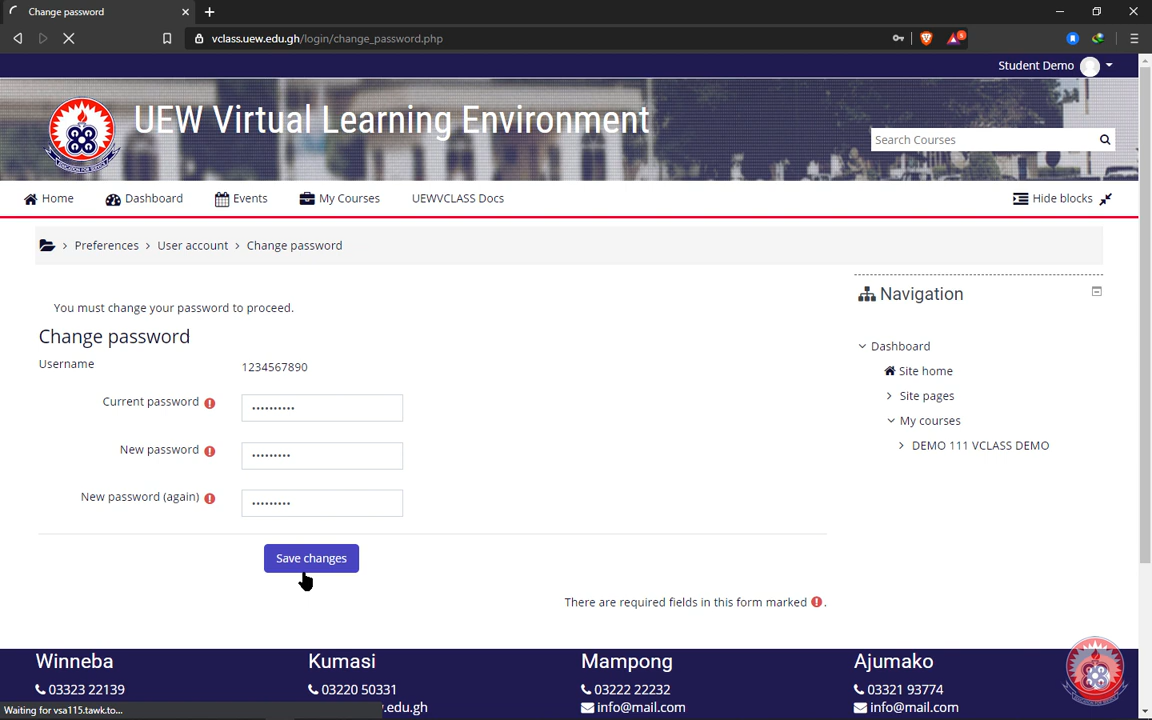 Change password
vclass.uew.edu.gh/login/change_password.php
5
Student Demo
UEW Virtual Learning Environment
Search Courses
Home Dashboard Events My Courses UEWVCLASS Docs Hide blocks
> Preferences > User account > Change password
You must change your password to proceed.
Change password
Username 1234567890
Current password ••••••••••
New password •••••••••
New password (again) •••••••••
Save changes
There are required fields in this form marked .
Navigation
Dashboard
Site home
Site pages
My courses
DEMO 111 VCLASS DEMO
Winneba Kumasi Mampong Ajumako
03323 22139 03220 50331 03222 22232 03321 93774
.edu.gh info@mail.com info@mail.com
Waiting for vsa115.tawk.to...